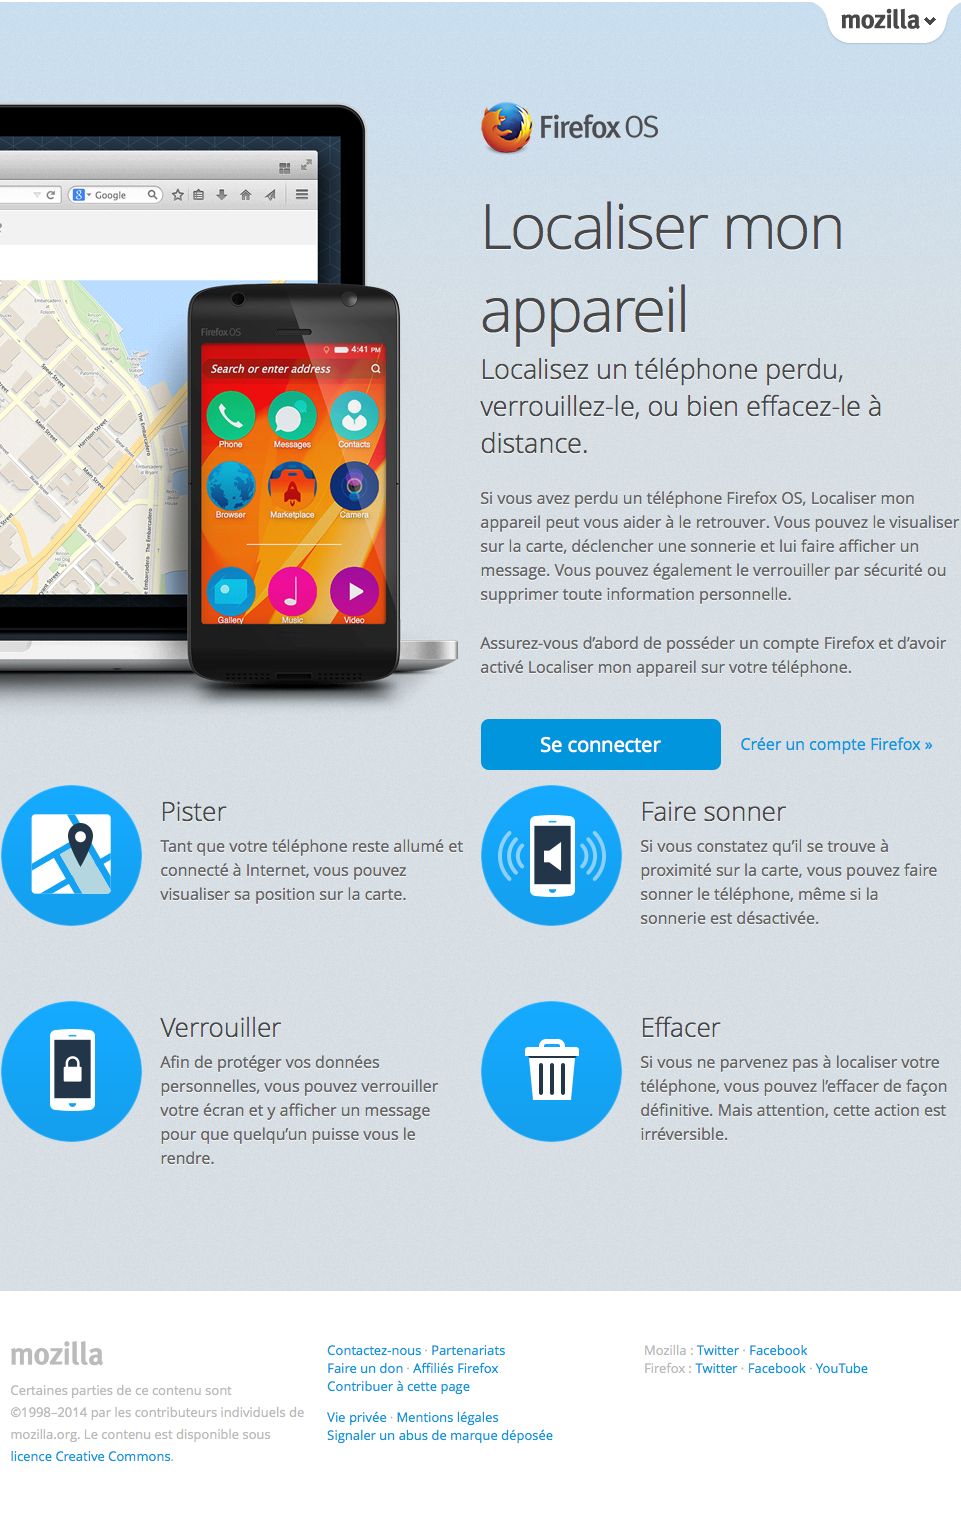 mozilla
Firefox OS
Localiser mon
appareil
Localisez un téléphone perdu,
verrouillez-le, ou bien effacez-le à
distance.
Si vous avez perdu un téléphone Firefox OS, Localiser mon
appareil peut vous aider à le retrouver. Vous pouvez le visualiser
sur la carte, déclencher une sonnerie et lui faire afficher un
message. Vous pouvez également le verrouiller par sécurité ou
supprimer toute information personnelle.
Assurez-vous d’abord de posséder un compte Firefox et d’avoir
activé Localiser mon appareil sur votre téléphone.
Se connecter
Créer un compte Firefox »
Google
Embarcadero
Spear Street
Main Street
Harrison Street
The Embarcadero
Firefox OS
4:41 PM
Search or enter address
Phone Messages Contacts
Browser Marketplace Camera
Gallery Music Video
Pister
Tant que votre téléphone reste allumé et
connecté à Internet, vous pouvez
visualiser sa position sur la carte.
Faire sonner
Si vous constatez qu’il se trouve à
proximité sur la carte, vous pouvez faire
sonner le téléphone, même si la
sonnerie est désactivée.
Verrouiller
Afin de protéger vos données
personnelles, vous pouvez verrouiller
votre écran et y afficher un message
pour que quelqu’un puisse vous le
rendre.
Effacer
Si vous ne parvenez pas à localiser votre
téléphone, vous pouvez l’effacer de façon
définitive. Mais attention, cette action est
irréversible.
mozilla
Certaines parties de ce contenu sont
©1998–2014 par les contributeurs individuels de
mozilla.org. Le contenu est disponible sous
licence Creative Commons.
Contactez-nous · Partenariats
Faire un don · Affiliés Firefox
Contribuer à cette page
Vie privée · Mentions légales
Signaler un abus de marque déposée
Mozilla : Twitter · Facebook
Firefox : Twitter · Facebook · YouTube